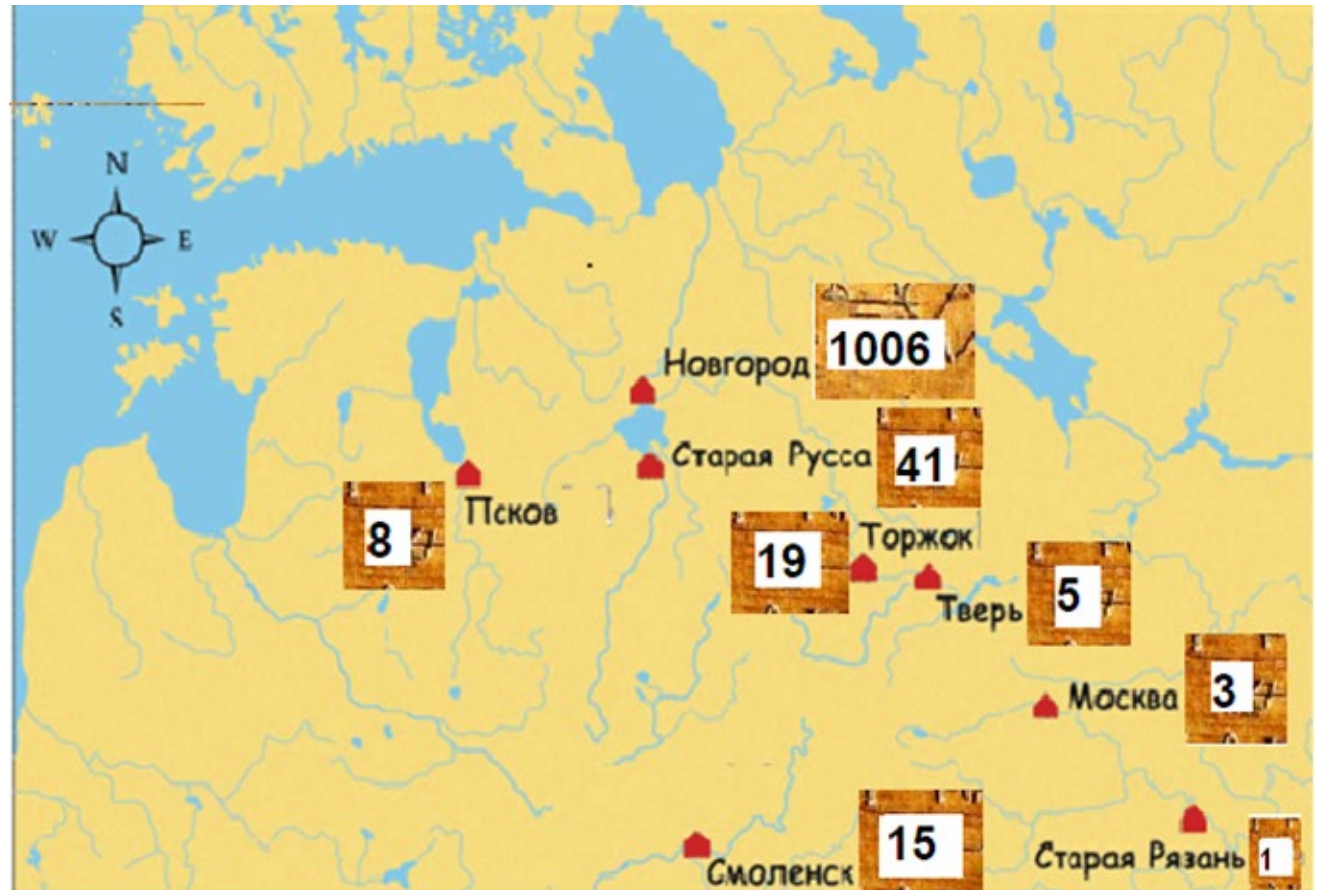 N
W E
S
Новгород 1006
Старая Русса 41
Псков
8
19 Торжок
Тверь 5
Москва 3
Смоленск 15
Старая Рязань 1